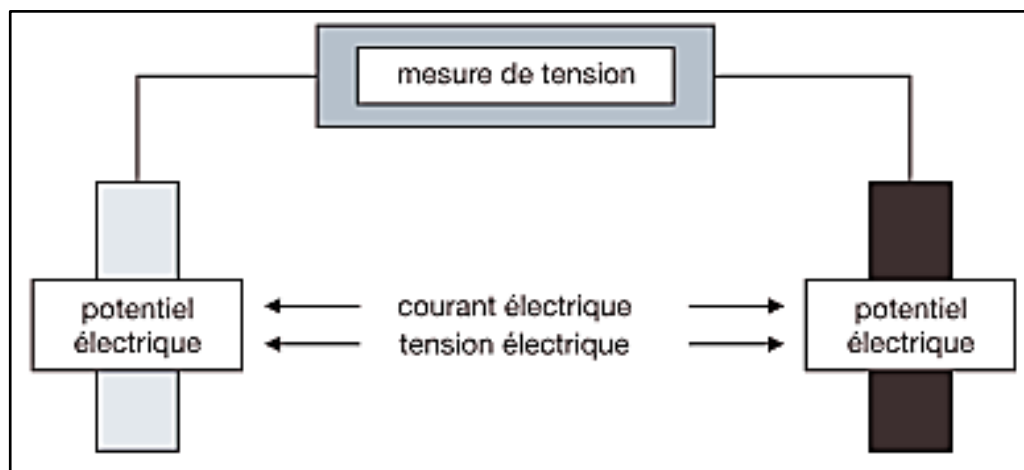 mesure de tension
potentiel
électrique
courant électrique
tension électrique
potentiel
électrique